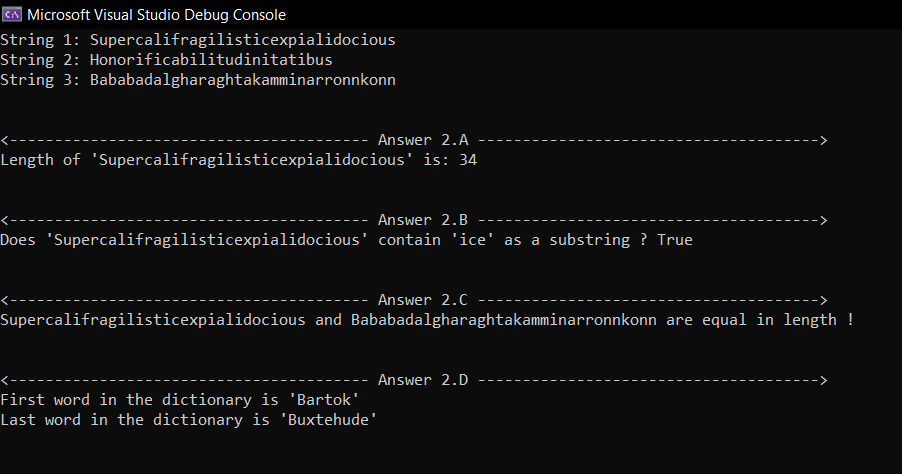 Microsoft Visual Studio Debug Console
String 1: Supercalifragilisticexpialidocious
String 2: Honorificabilitudinitatibus
String 3: Bababadalgharaghtakamminarronnkonn
<---------------------------------------- Answer 2.A -------------------------------------->
Length of 'Supercalifragilisticexpialidocious' is: 34
<---------------------------------------- Answer 2.B -------------------------------------->
Does 'Supercalifragilisticexpialidocious' contain 'ice' as a substring ? True
<---------------------------------------- Answer 2.C -------------------------------------->
Supercalifragilisticexpialidocious and Bababadalgharaghtakamminarronnkonn are equal in length !
<---------------------------------------- Answer 2.D -------------------------------------->
First word in the dictionary is 'Bartok'
Last word in the dictionary is 'Buxtehude'